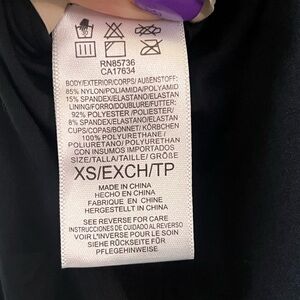 RN85736
CA17634
BODY/EXTERIOR/CORPS/ AUßENSTOFF:
85% NYLON/POLIAMIDA/POLYAMID
15% SPANDEX/ELASTANO/ELASTAN
LINING/FORRO/DOUBLURE/FUTTER:
92% POLYESTER / POLIÉSTER
8% SPANDEX/ELASTANO/ELASTAN
CUPS/COPAS/BONNET/ KÖRBCHEN
100% POLYURETHANE /
POLIURETANO/ POLYURETHAN
CON INSUMOS IMPORTADOS
SIZE/TALLA/TAILLE/ GRÖßE
XS/EXCH/TP
MADE IN CHINA
HECHO EN CHINA
FABRIQUE EN CHINE
HERGESTELLT IN CHINA
SEE REVERSE FOR CARE
INSTRUCCIONES DE CUIDADO AL REVERSO
VOIR L'INVERSE POUR LE SOIN
SIEHE RÜCKSEITE FÜR
PFLEGEHINWEISE